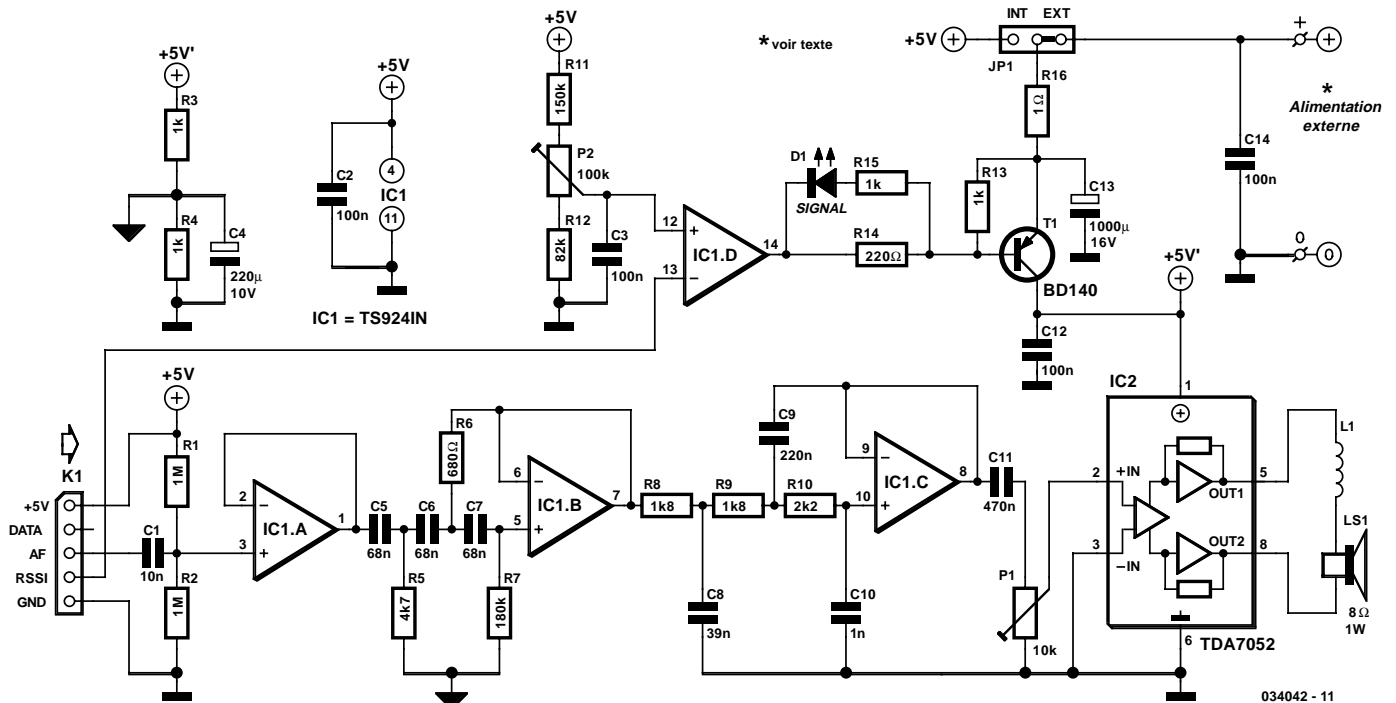 +5V
INT EXT
+
+5V
* voir texte
+5V'
+5V
JP1
R11
150k
R16
1Ω
*
Alimentation
externe
R3
1k
P2
100k
D1
R15
1k
SIGNAL
R13
1k
C14
100n
C2
100n
4
IC1
11
C13
1000µ
16V
R4
1k
C4
220µ
10V
R12
82k
C3
100n
12
+
13
−
IC1.D
14
R14
220Ω
T1
BD140
0
0
+5V'
IC1 = TS924IN
C12
100n
+5V
IC2
1
K1
+5V
DATA
AF
RSSI
GND
R1
1M
C1
10n
R2
1M
2
−
3
+
IC1.A
1
C5
68n
C6
68n
C7
68n
R6
680Ω
R5
4k7
R7
180k
6
−
5
+
IC1.B
7
R8
1k8
R9
1k8
R10
2k2
C9
220n
C8
39n
C10
1n
9
−
10
+
IC1.C
8
C11
470n
P1
10k
2
+IN
3
−IN
OUT1
5
OUT2
8
6
TDA7052
L1
LS1
8Ω
1W
034042 - 11